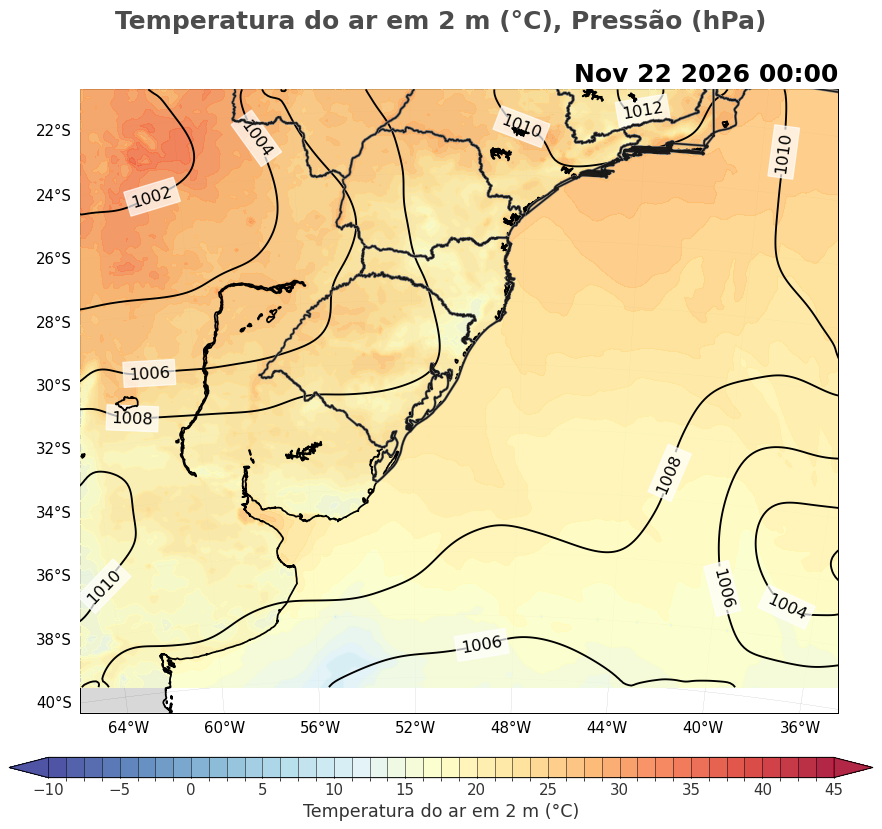 Temperatura do ar em 2 m (°C), Pressão (hPa)
Nov 22 2026 00:00
22°S
24°S
26°S
28°S
30°S
32°S
34°S
36°S
38°S
40°S
1004
1010
1012
1010
1002
1006
1008
1008
1010
1006
1004
1006
64°W
60°W
56°W
52°W
48°W
44°W
40°W
36°W
−10
−5
0
5
10
15
20
25
30
35
40
45
Temperatura do ar em 2 m (°C)